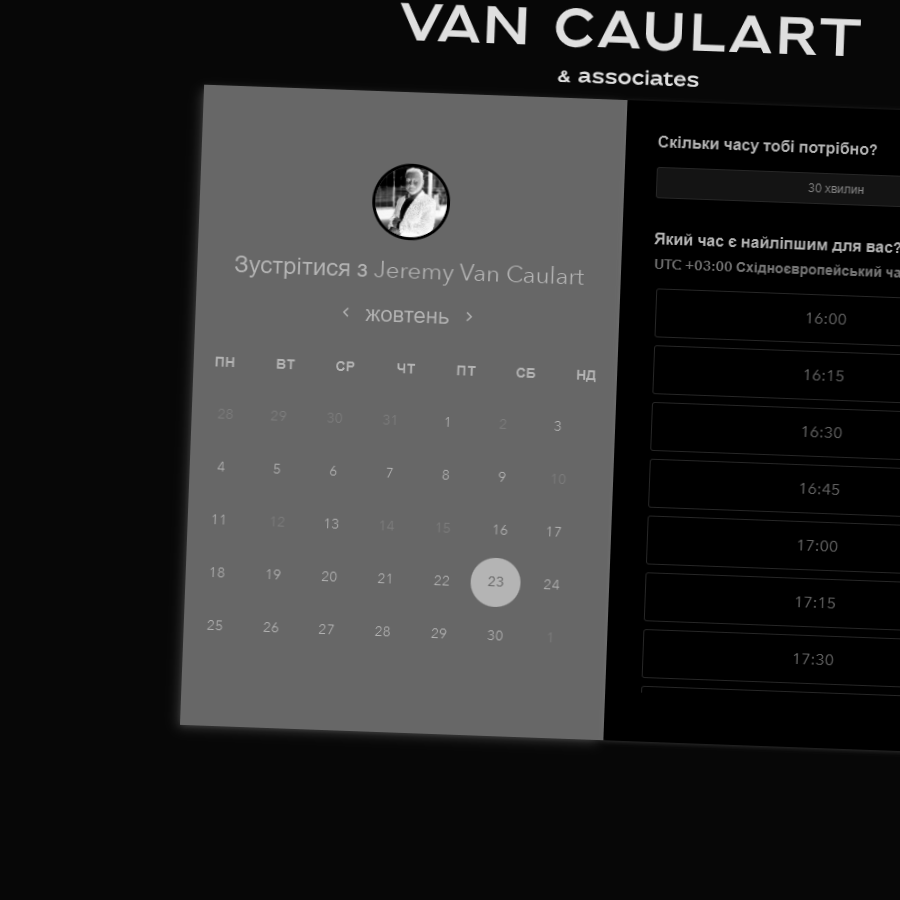 VAN CAULART
& associates
Зустрітися з Jeremy Van Caulart
жовтень
ПН ВТ СР ЧТ ПТ СБ НД
28 29 30 31 1 2 3
4 5 6 7 8 9 10
11 12 13 14 15 16 17
18 19 20 21 22 23 24
25 26 27 28 29 30 1
Скільки часу тобі потрібно?
30 хвилин
Який час є найліпшим для вас?
UTC +03:00 Східноєвропейський
16:00
16:15
16:30
16:45
17:00
17:15
17:30